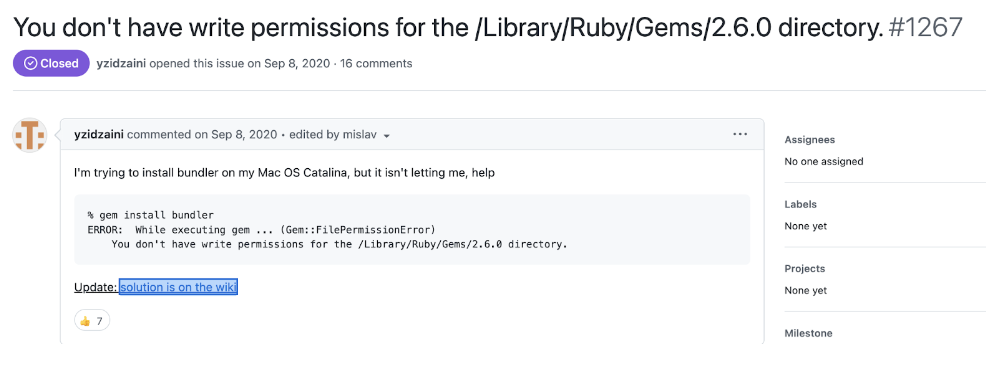 You don't have write permissions for the /Library/Ruby/Gems/2.6.0 directory. #1267
Closed yzidzaini opened this issue on Sep 8, 2020 · 16 comments
yzidzaini commented on Sep 8, 2020 • edited by mislav
I'm trying to install bundler on my Mac OS Catalina, but it isn't letting me, help
% gem install bundler
ERROR:  While executing gem ... (Gem::FilePermissionError)
    You don't have write permissions for the /Library/Ruby/Gems/2.6.0 directory.
Update: solution is on the wiki
👍 7
Assignees
No one assigned
Labels
None yet
Projects
None yet
Milestone